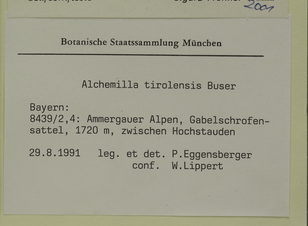 2001
Botanische Staatssammlung München
Alchemilla tirolensis Buser
Bayern:
8439/2,4: Ammergauer Alpen, Gabelschrofen-
sattel, 1720 m, zwischen Hochstauden
29.8.1991 leg. et det. P.Eggensberger
conf. W.Lippert